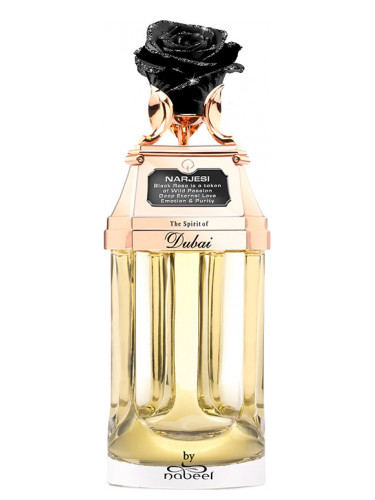 NARJESI
Black Rose is a token
of Wild Passion
Deep Eternal Love
Emotion & Purity
The Spirit of
Dubai
by
nabeel